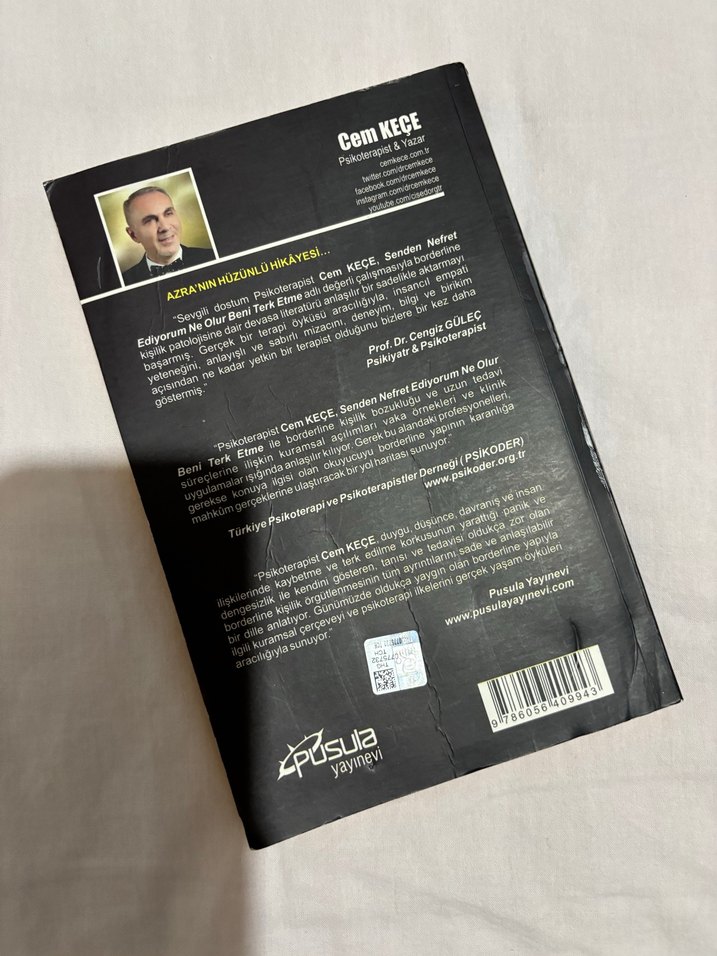 Cem KEÇE
Psikoterapist & Yazar
cemkece.com.tr
twitter.com/drcemkece
facebook.com/drcemkece
instagram.com/drcemkece
youtube.com/cisedorgtr
AZRA'NIN HÜZÜNLÜ HİKÂYESİ...
"Sevgili dostum Psikoterapist Cem KEÇE, Senden Nefret
Ediyorum Ne Olur Beni Terk Etme adlı değerli çalışmasıyla borderline
kişilik patolojisine dair devasa literatürü anlaşılır bir sadelikle aktarmayı
başarmış. Gerçek bir terapi öyküsü aracılığıyla, insancıl empati
yeteneğini, anlayışlı ve sabırlı mizacını, deneyim, bilgi ve birikim
açısından ne kadar yetkin bir terapist olduğunu bizlere bir kez daha
göstermiş."
Prof. Dr. Cengiz GÜLEÇ
Psikiyatr & Psikoterapist
"Psikoterapist Cem KEÇE, Senden Nefret Ediyorum Ne Olur
Beni Terk Etme ile borderline kişilik bozukluğu ve uzun tedavi
süreçlerine ilişkin kuramsal açılımları vaka örnekleri ve klinik
uygulamalar ışığında anlaşılır kılıyor. Gerek bu alandaki profesyonelleri,
gerekse konuya ilgisi olan okuyucuyu borderline yapının karanlığa
mahkûm gerçeklerine ulaştıracak bir yol haritası sunuyor."
Türkiye Psikoterapi ve Psikoterapistler Derneği ( PSİKODER)
www.psikoder.org.tr
"Psikoterapist Cem KEÇE, duygu, düşünce, davranış ve insan
ilişkilerinde kaybetme ve terk edilme korkusunun yarattığı panik ve
dengesizlik ile kendini gösteren, tanısı ve tedavisi oldukça zor olan
borderline kişilik örgütlenmesinin tüm ayrıntılarını sade ve anlaşılabilir
bir dille anlatıyor. Günümüzde oldukça yaygın olan borderline yapıyla
ilgili kuramsal çerçeveyi ve psikoterapi ilkelerini gerçek yaşam öyküleri
aracılığıyla sunuyor."
Pusula Yayınevi
www.pusulayayinevi.com
9 786056 409943
pusula
yayınevi